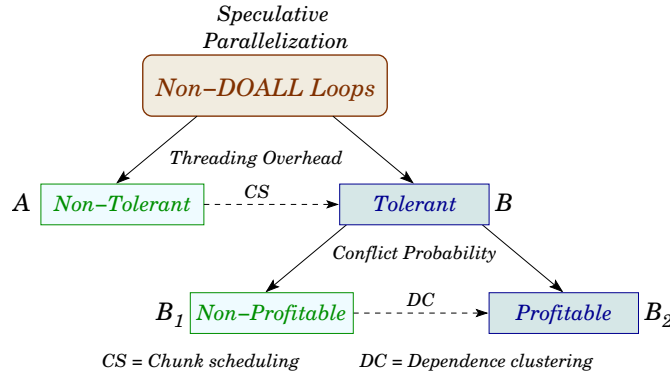 Speculative
Parallelization
Non-DOALL Loops
Threading Overhead
A Non-Tolerant CS Tolerant B
Conflict Probability
B1 Non-Profitable DC Profitable B2
CS = Chunk scheduling DC = Dependence clustering